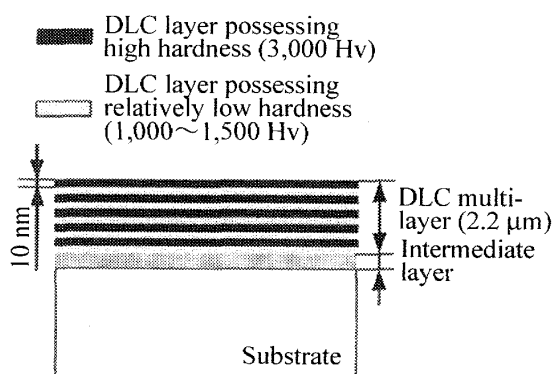 DLC layer possessing
high hardness (3,000 Hv)
DLC layer possessing
relatively low hardness
(1,000～1,500 Hv)
10 nm
DLC multi-
layer (2.2 μm)
Intermediate
layer
Substrate